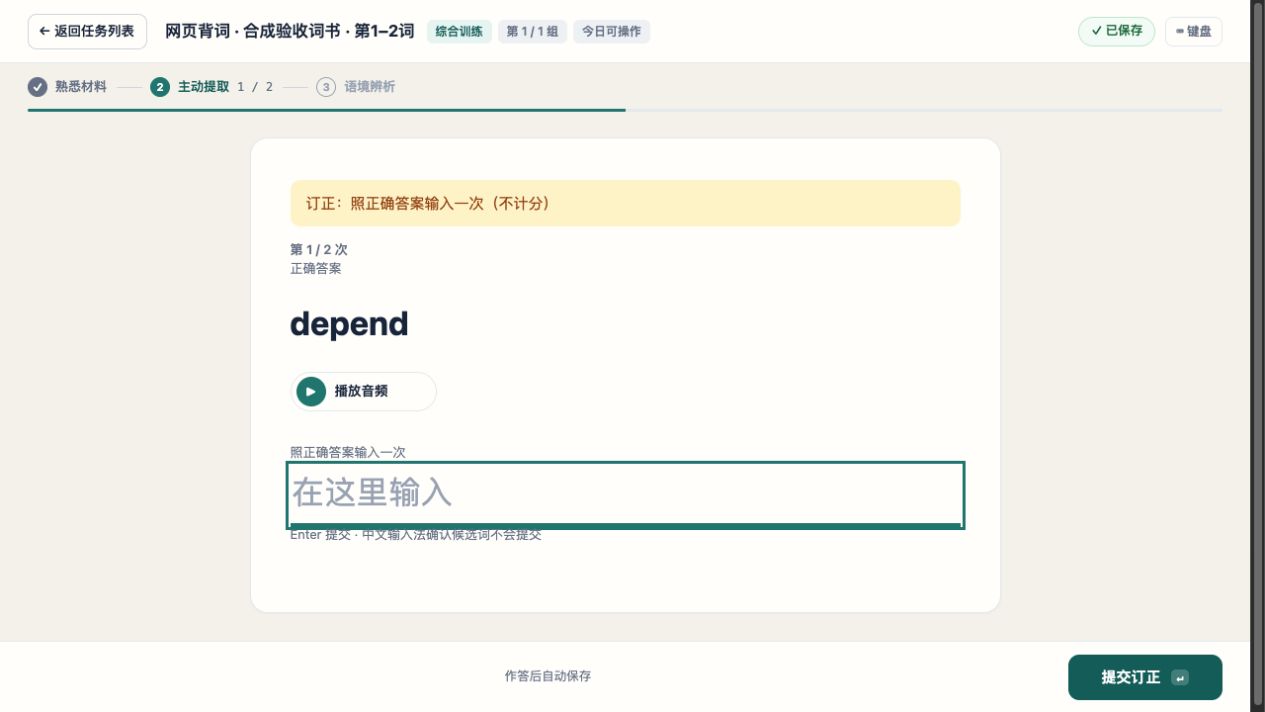 ← 返回任务列表 网页背词 · 合成验收词书 · 第1–2词 综合训练 第 1 / 1 组 今日可操作 ✓ 已保存 ⌨ 键盘
✓ 熟悉材料 2 主动提取 1 / 2 3 语境辨析
订正：照正确答案输入一次（不计分）
第 1 / 2 次
正确答案
depend
播放音频
照正确答案输入一次
在这里输入
Enter 提交 · 中文输入法确认候选词不会提交
作答后自动保存 提交订正 ↵